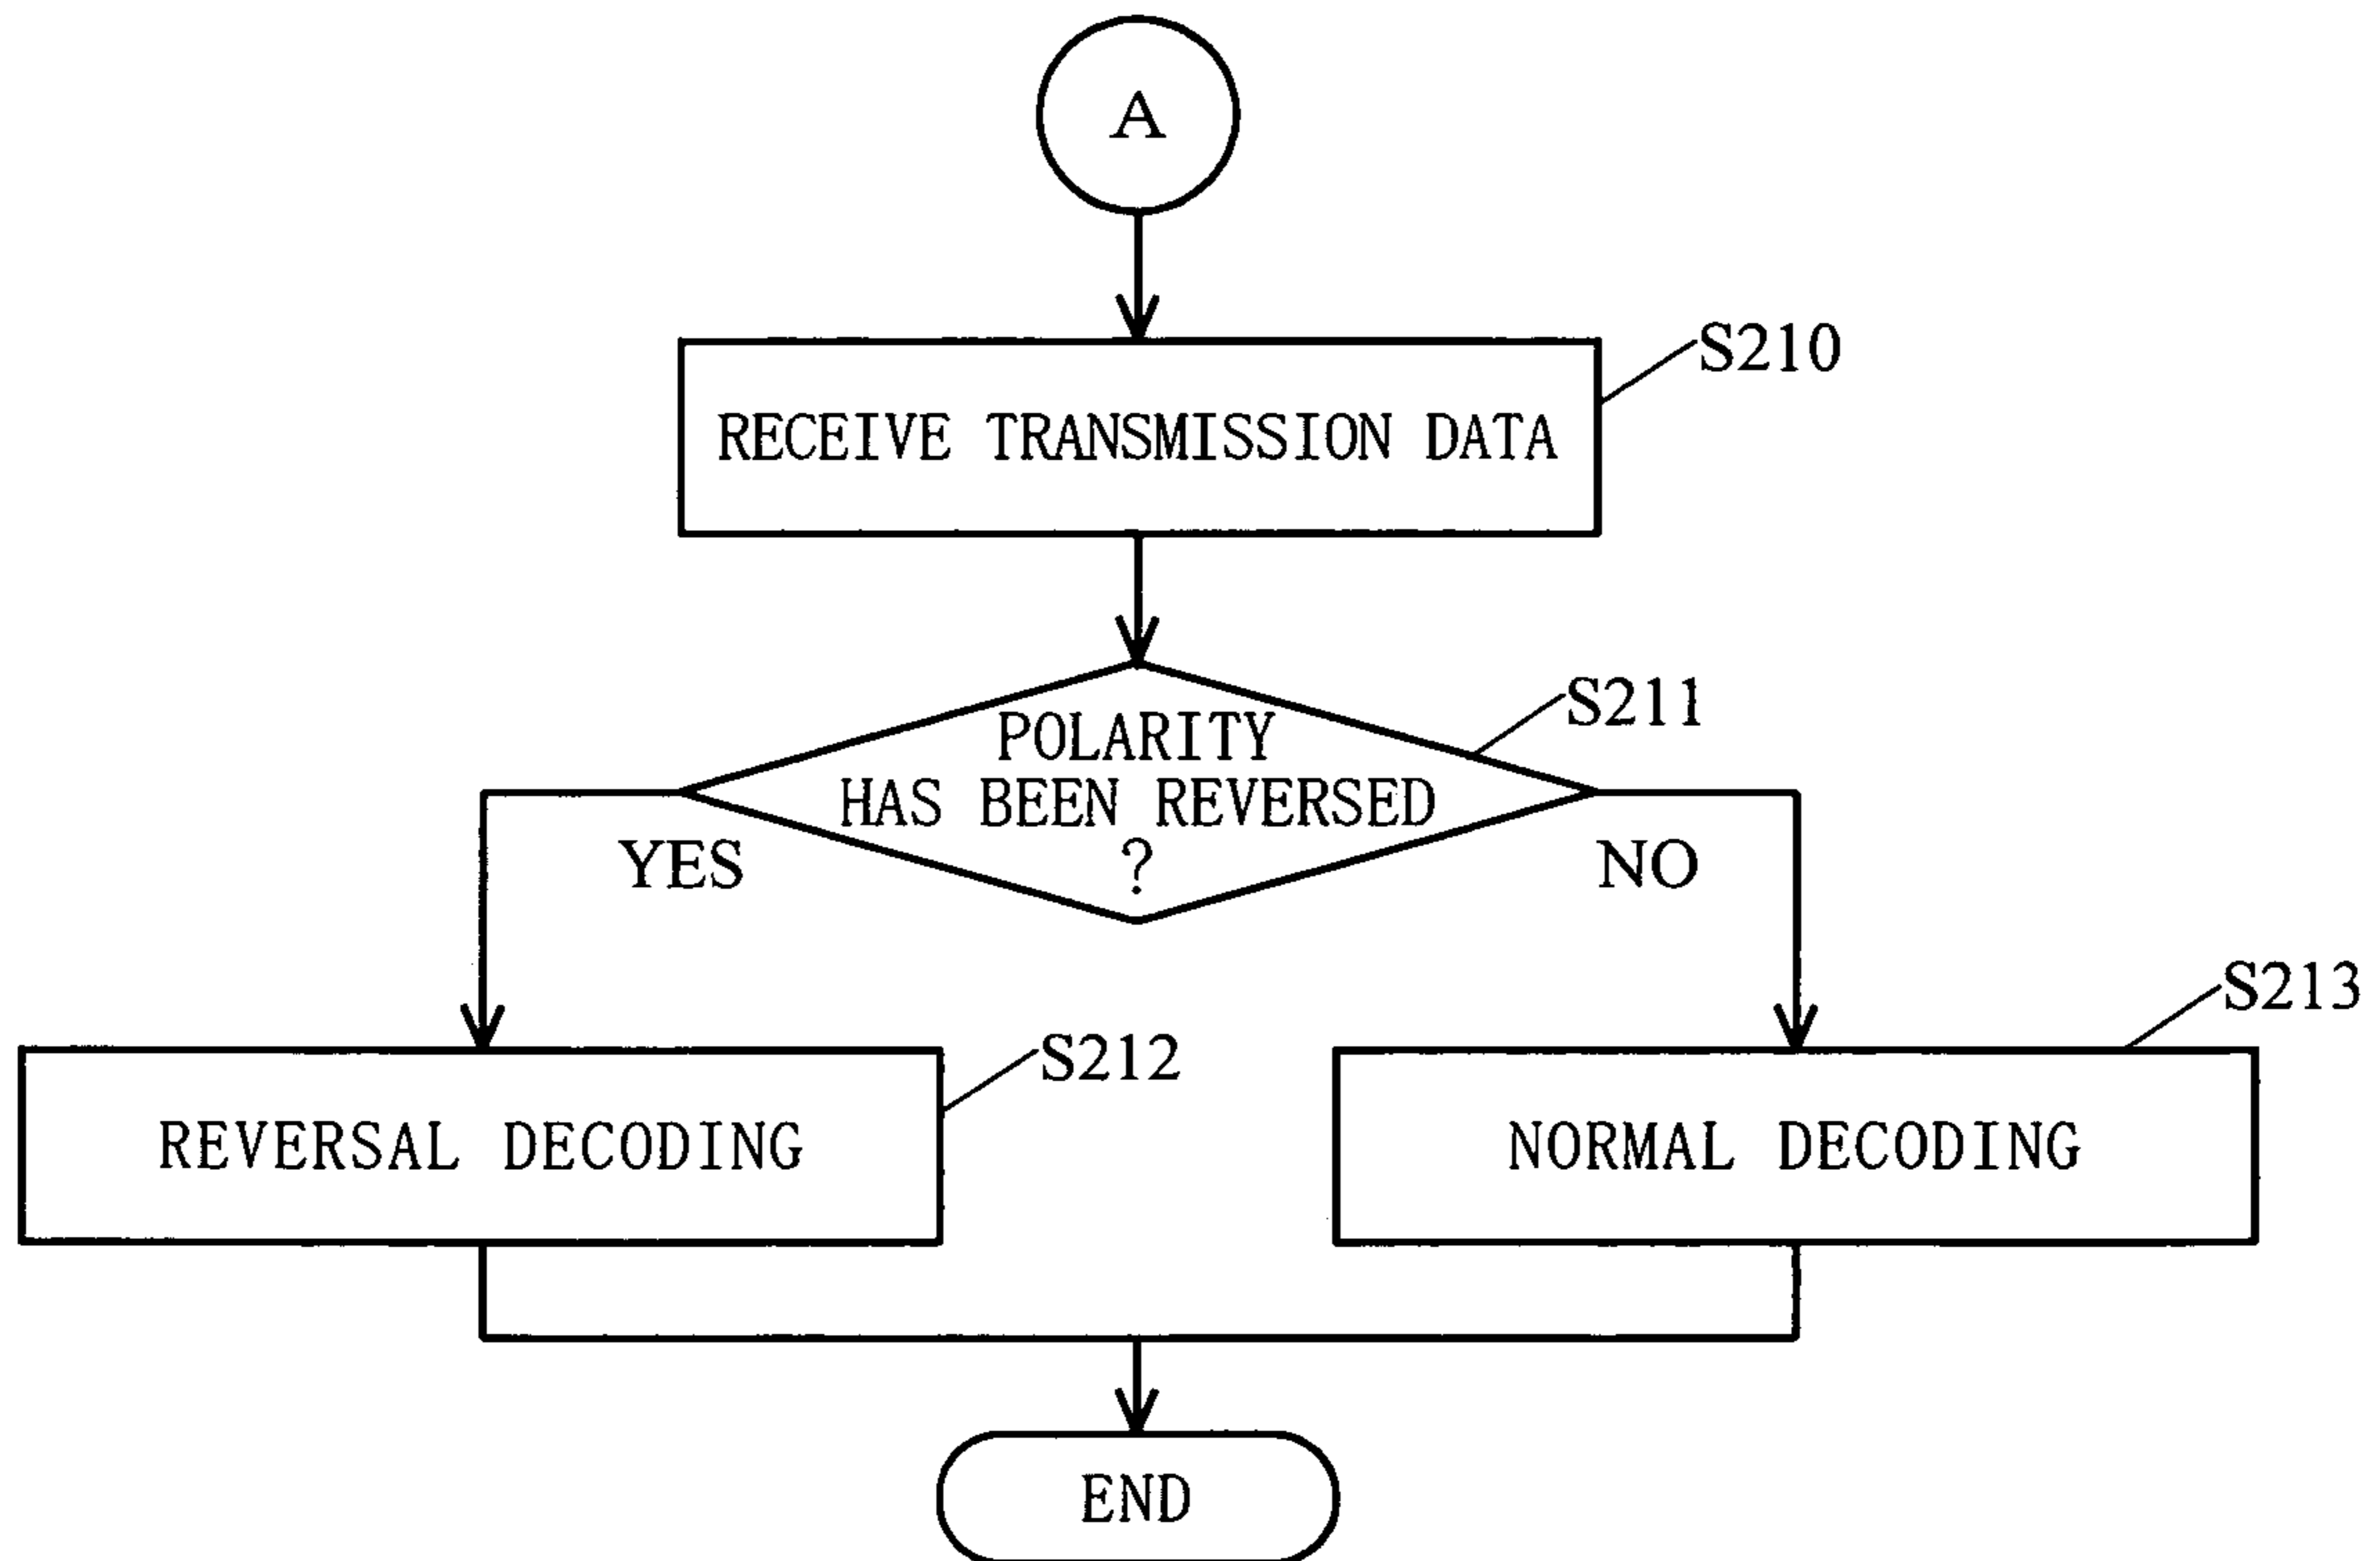 A
S210
RECEIVE TRANSMISSION DATA
S211
POLARITY
HAS BEEN REVERSED
?
YES
NO
S213
S212
REVERSAL DECODING
NORMAL DECODING
END